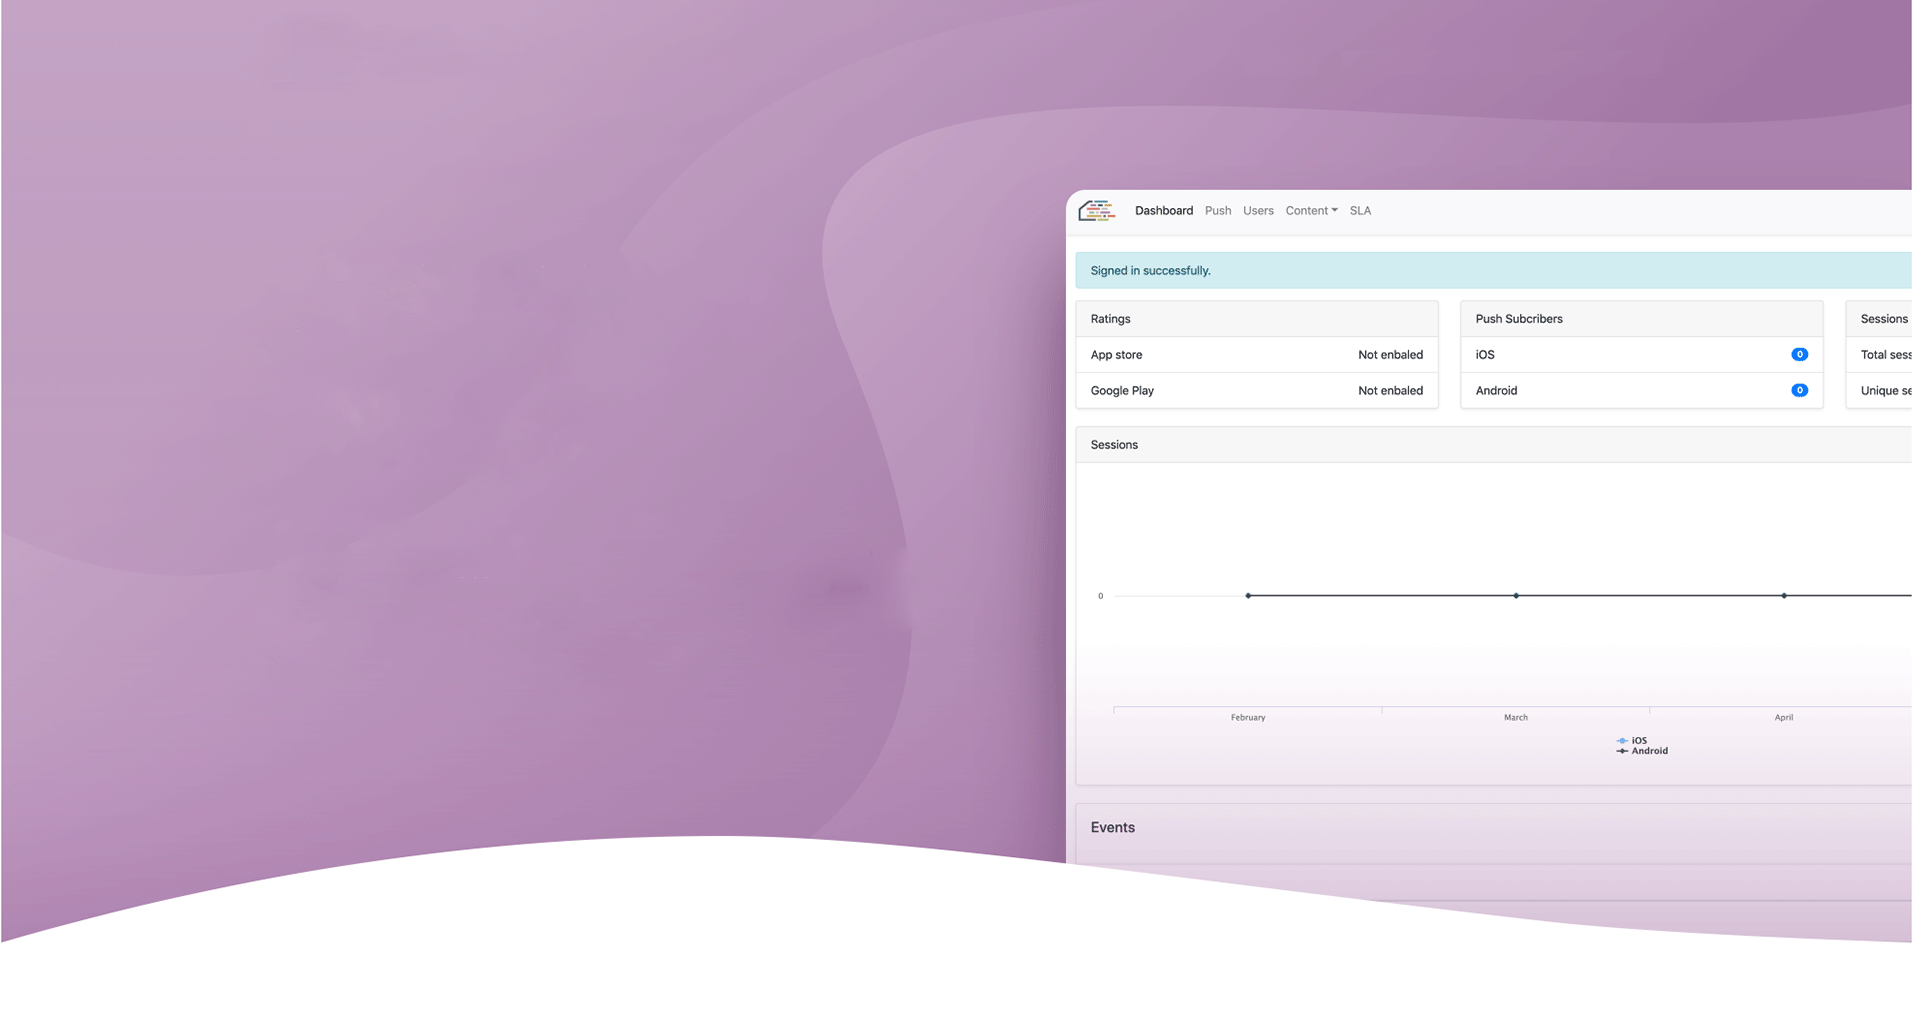 Dashboard Push Users Content SLA
Signed in successfully.
Ratings
App store Not enbaled
Google Play Not enbaled
Push Subcribers
iOS 0
Android 0
Sessions
Total sess
Unique se
Sessions
0
February March April
iOS
Android
Events